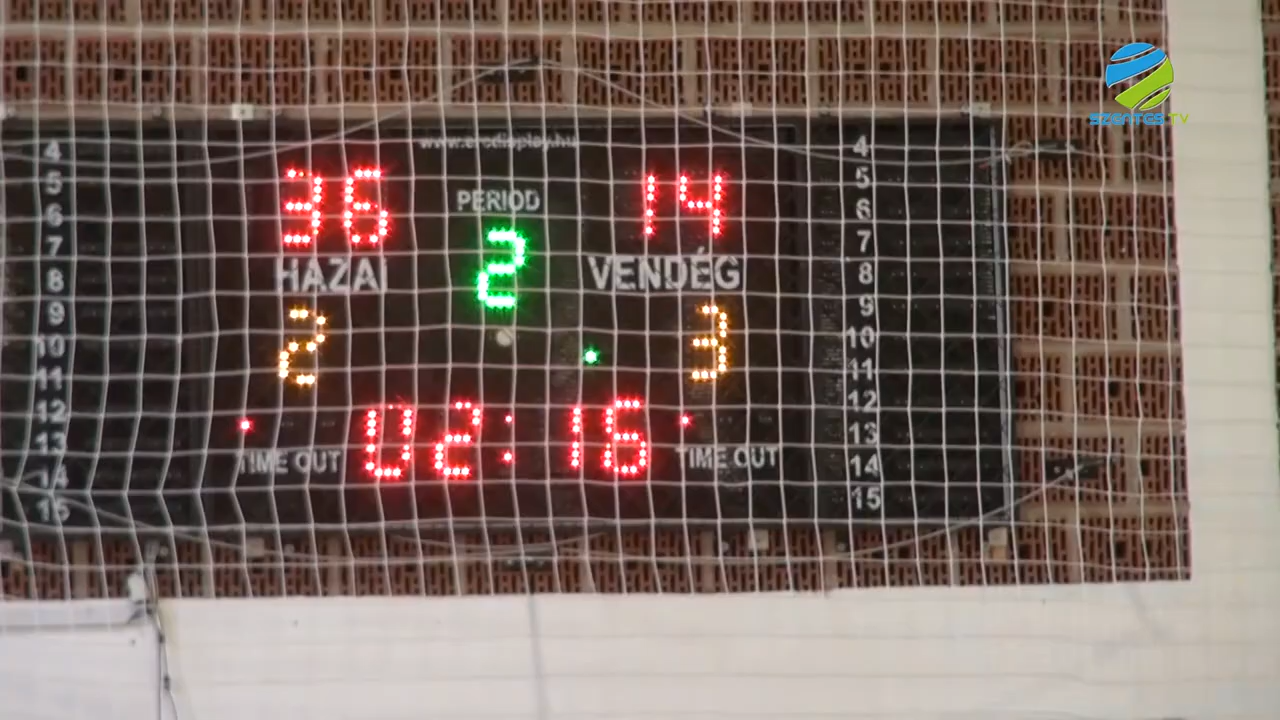 SZENTES.TV
www.ercdisplay.hu
36 PERIOD 14
HAZAI 2 VENDÉG
2 3
02:16
TIME OUT TIME OUT
4 4
5 5
6 6
7 7
8 8
9 9
10 10
11 11
12 12
13 13
14 14
15 15